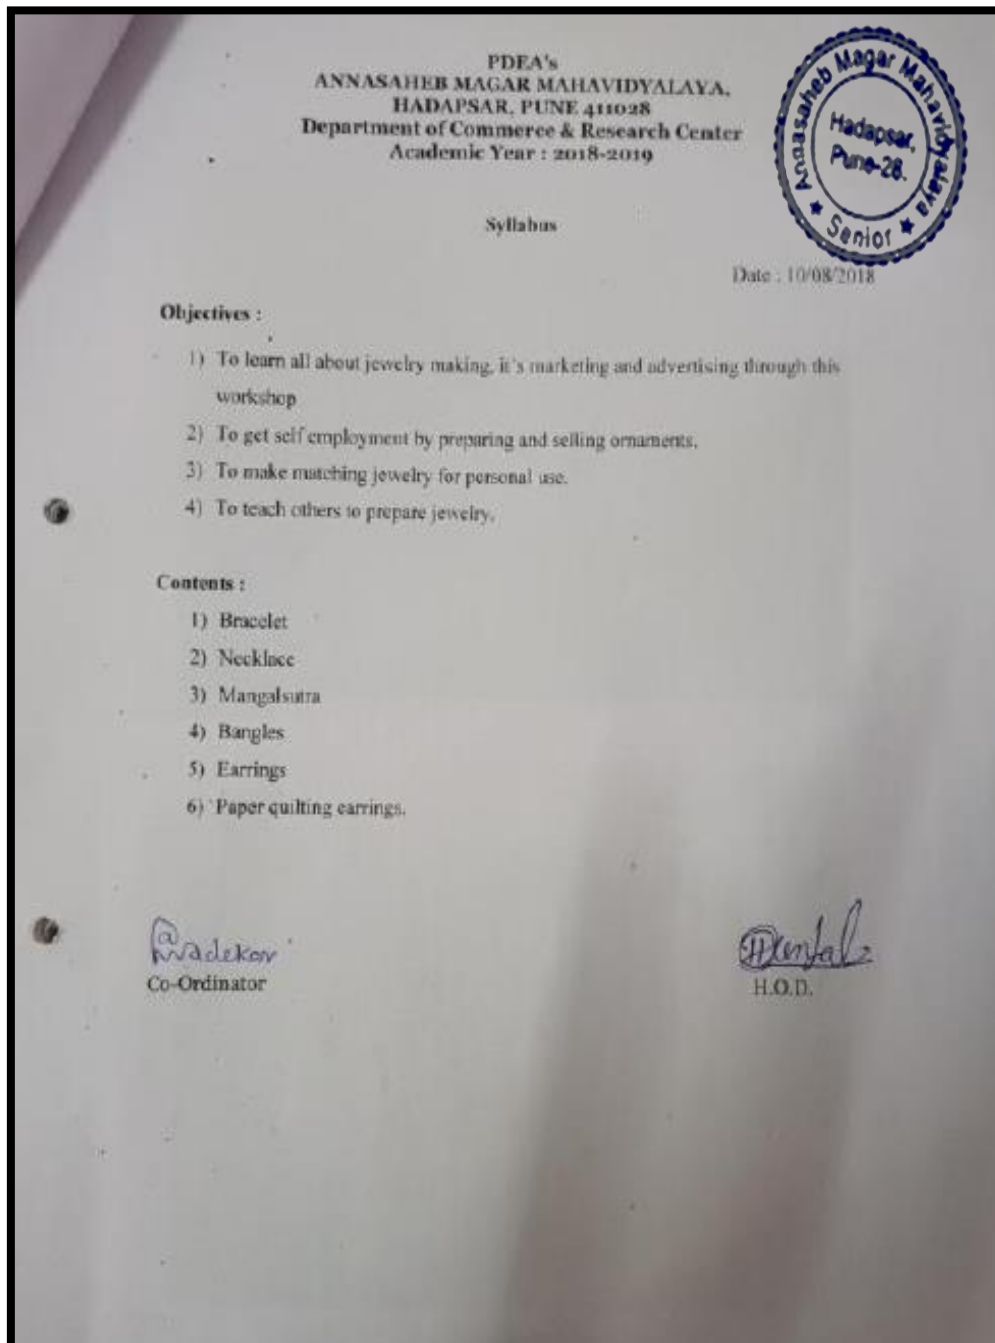 PDEA's
ANNASAHEB MAGAR MAHAVIDYALAYA,
HADAPSAR, PUNE 411028
Department of Commerce & Research Center
Academic Year : 2018-2019
Annasaheb Magar Mahavidyalaya
Hadapsar,
Pune-28.
★ Senior ★
Syllabus
Date : 10/08/2018
Objectives :
1) To learn all about jewelry making, it's marketing and advertising through this
workshop
2) To get self employment by preparing and selling ornaments.
3) To make matching jewelry for personal use.
4) To teach others to prepare jewelry.
Contents :
1) Bracelet
2) Necklace
3) Mangalsutra
4) Bangles
5) Earrings
6) Paper quilting earrings.
Co-Ordinator
H.O.D.